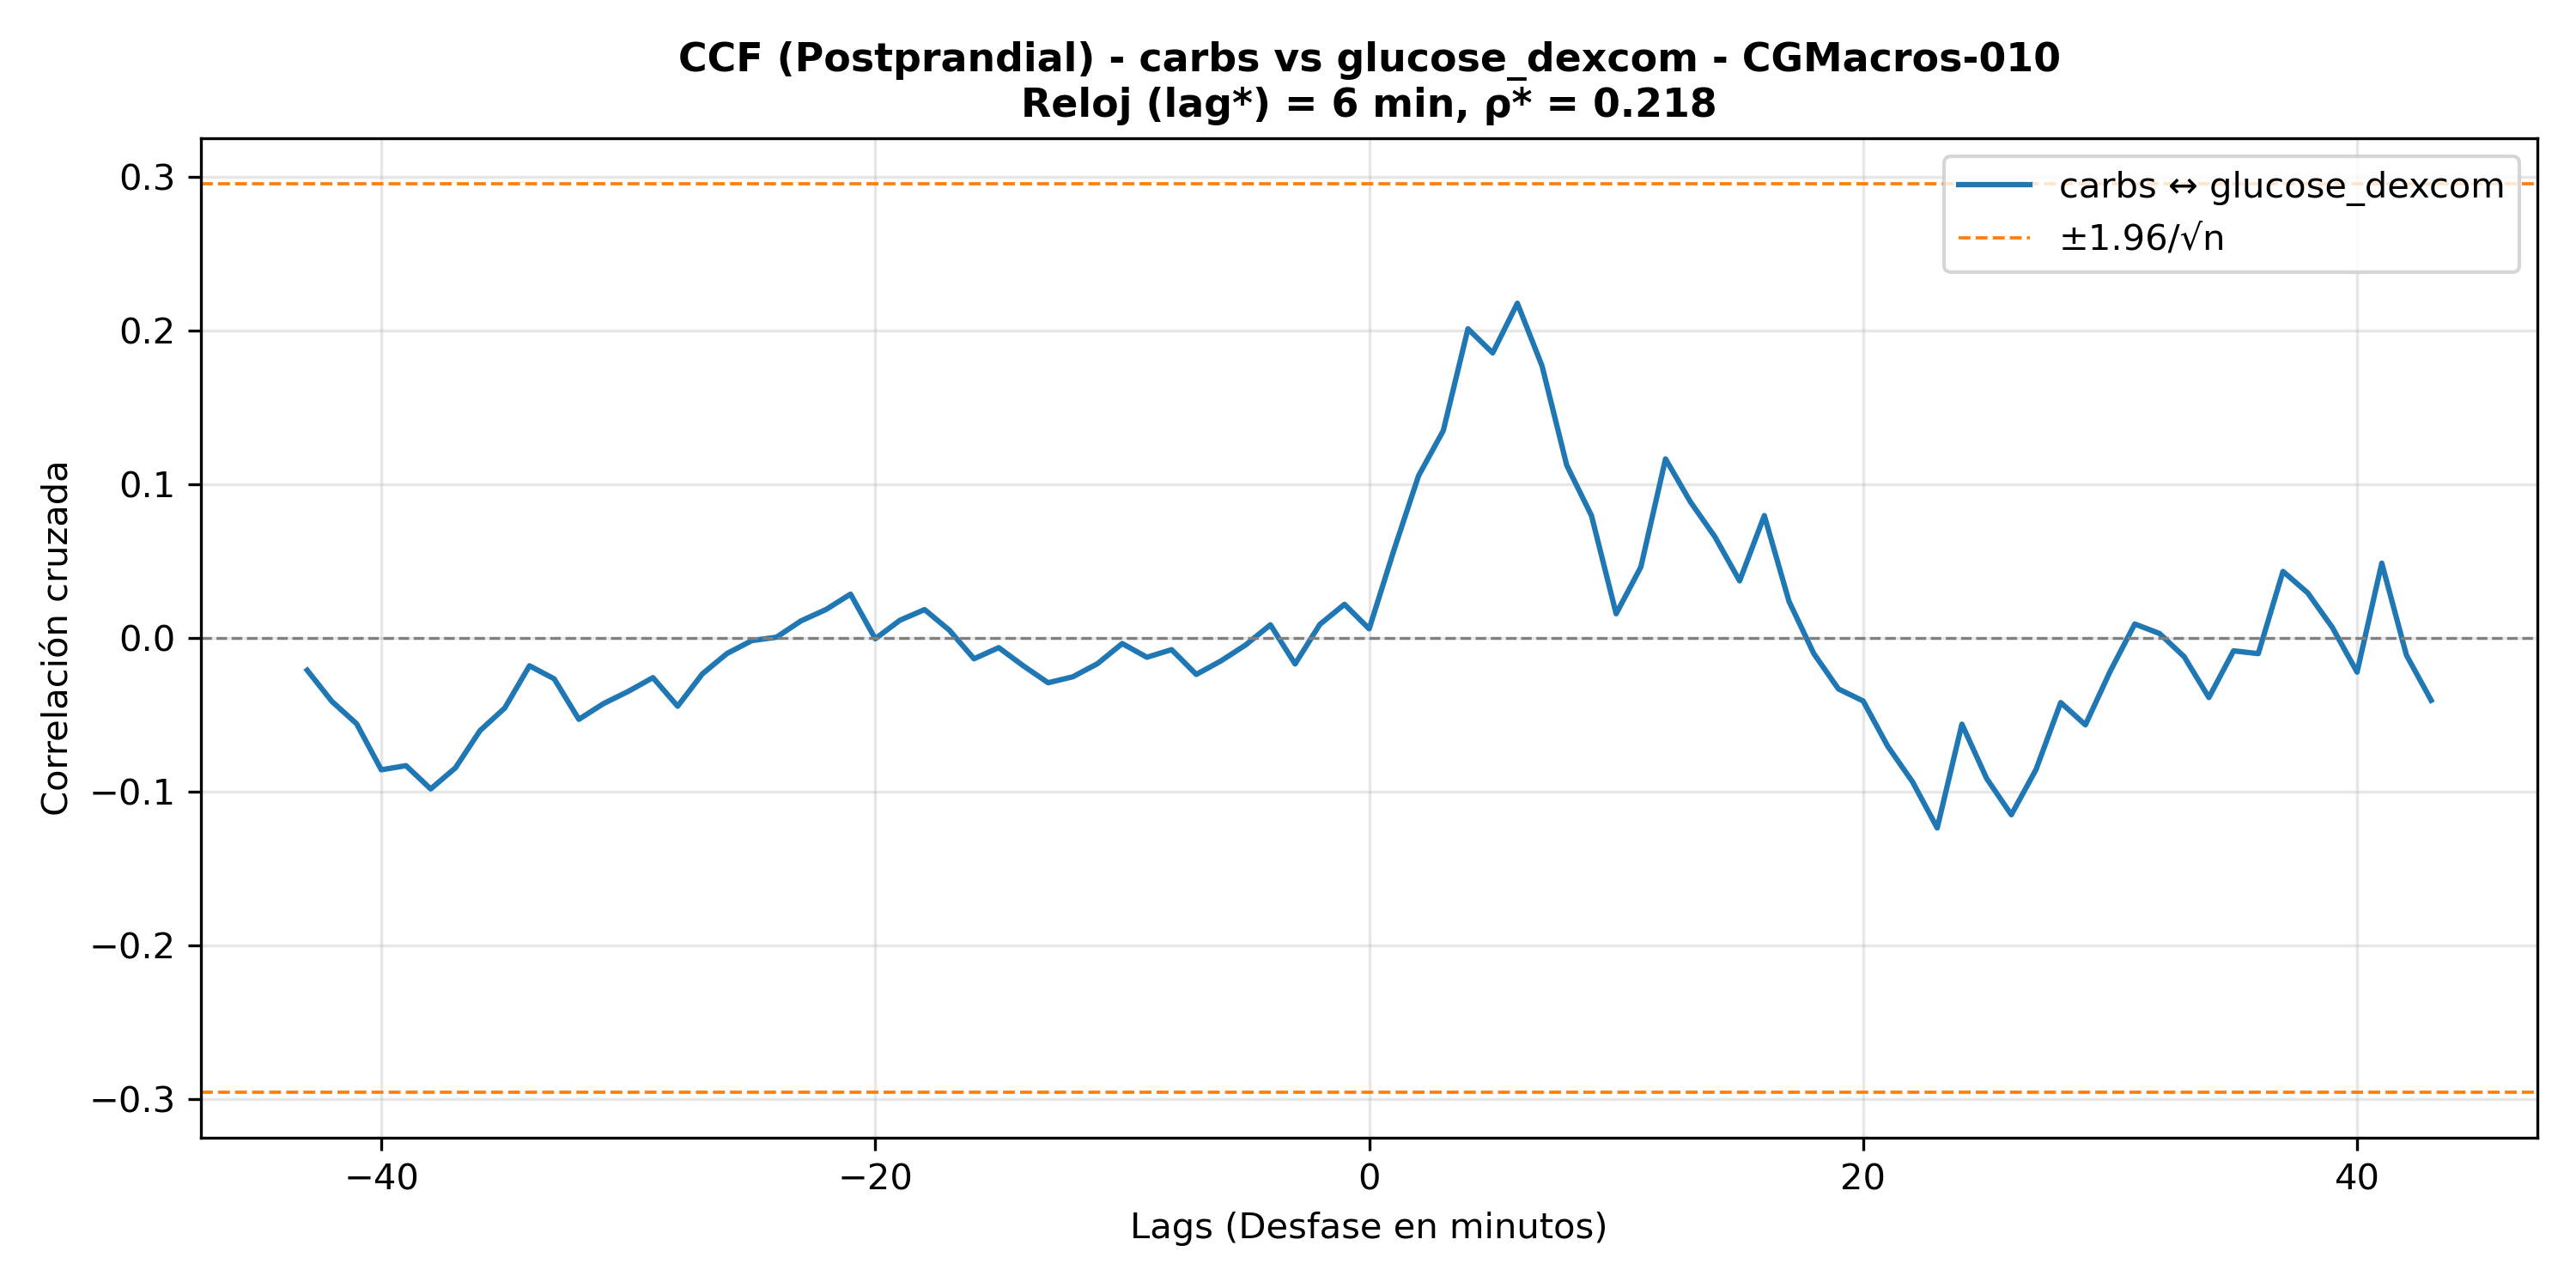 CCF (Postprandial) - carbs vs glucose_dexcom - CGMacros-010
Reloj (lag*) = 6 min, ρ* = 0.218
carbs ↔ glucose_dexcom
±1.96/√n
Correlación cruzada
0.3
0.2
0.1
0.0
−0.1
−0.2
−0.3
−40
−20
0
20
40
Lags (Desfase en minutos)